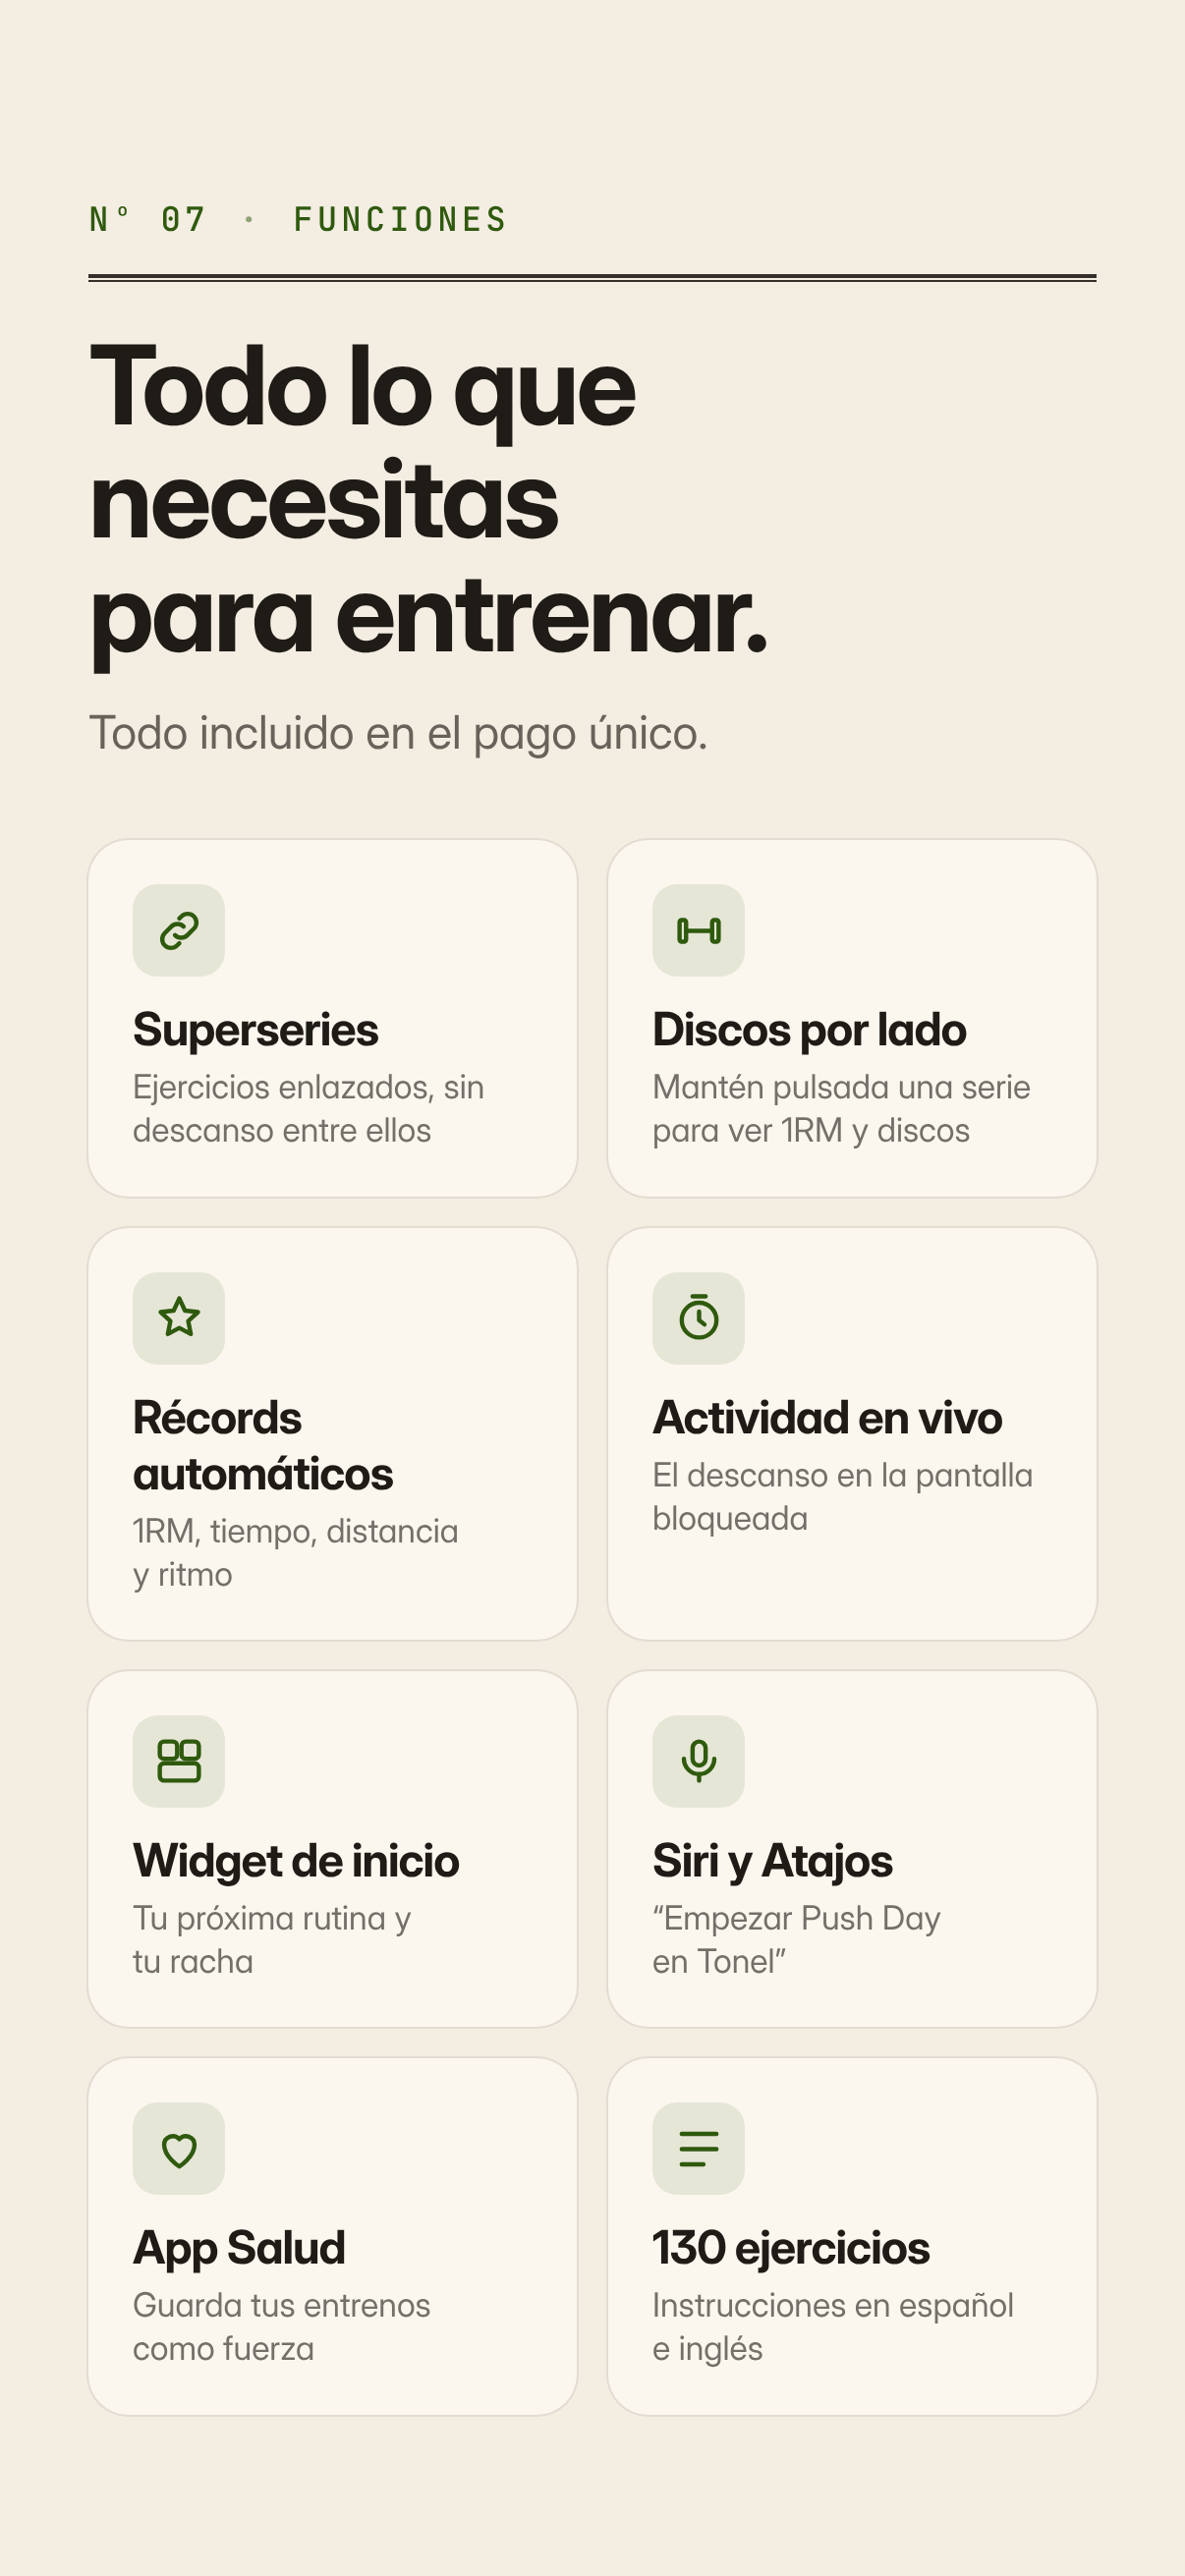 Nº 07 · FUNCIONES
Todo lo que
necesitas
para entrenar.
Todo incluido en el pago único.
Superseries
Ejercicios enlazados, sin
descanso entre ellos
Discos por lado
Mantén pulsada una serie
para ver 1RM y discos
Récords
automáticos
1RM, tiempo, distancia
y ritmo
Actividad en vivo
El descanso en la pantalla
bloqueada
Widget de inicio
Tu próxima rutina y
tu racha
Siri y Atajos
“Empezar Push Day
en Tonel”
App Salud
Guarda tus entrenos
como fuerza
130 ejercicios
Instrucciones en español
e inglés